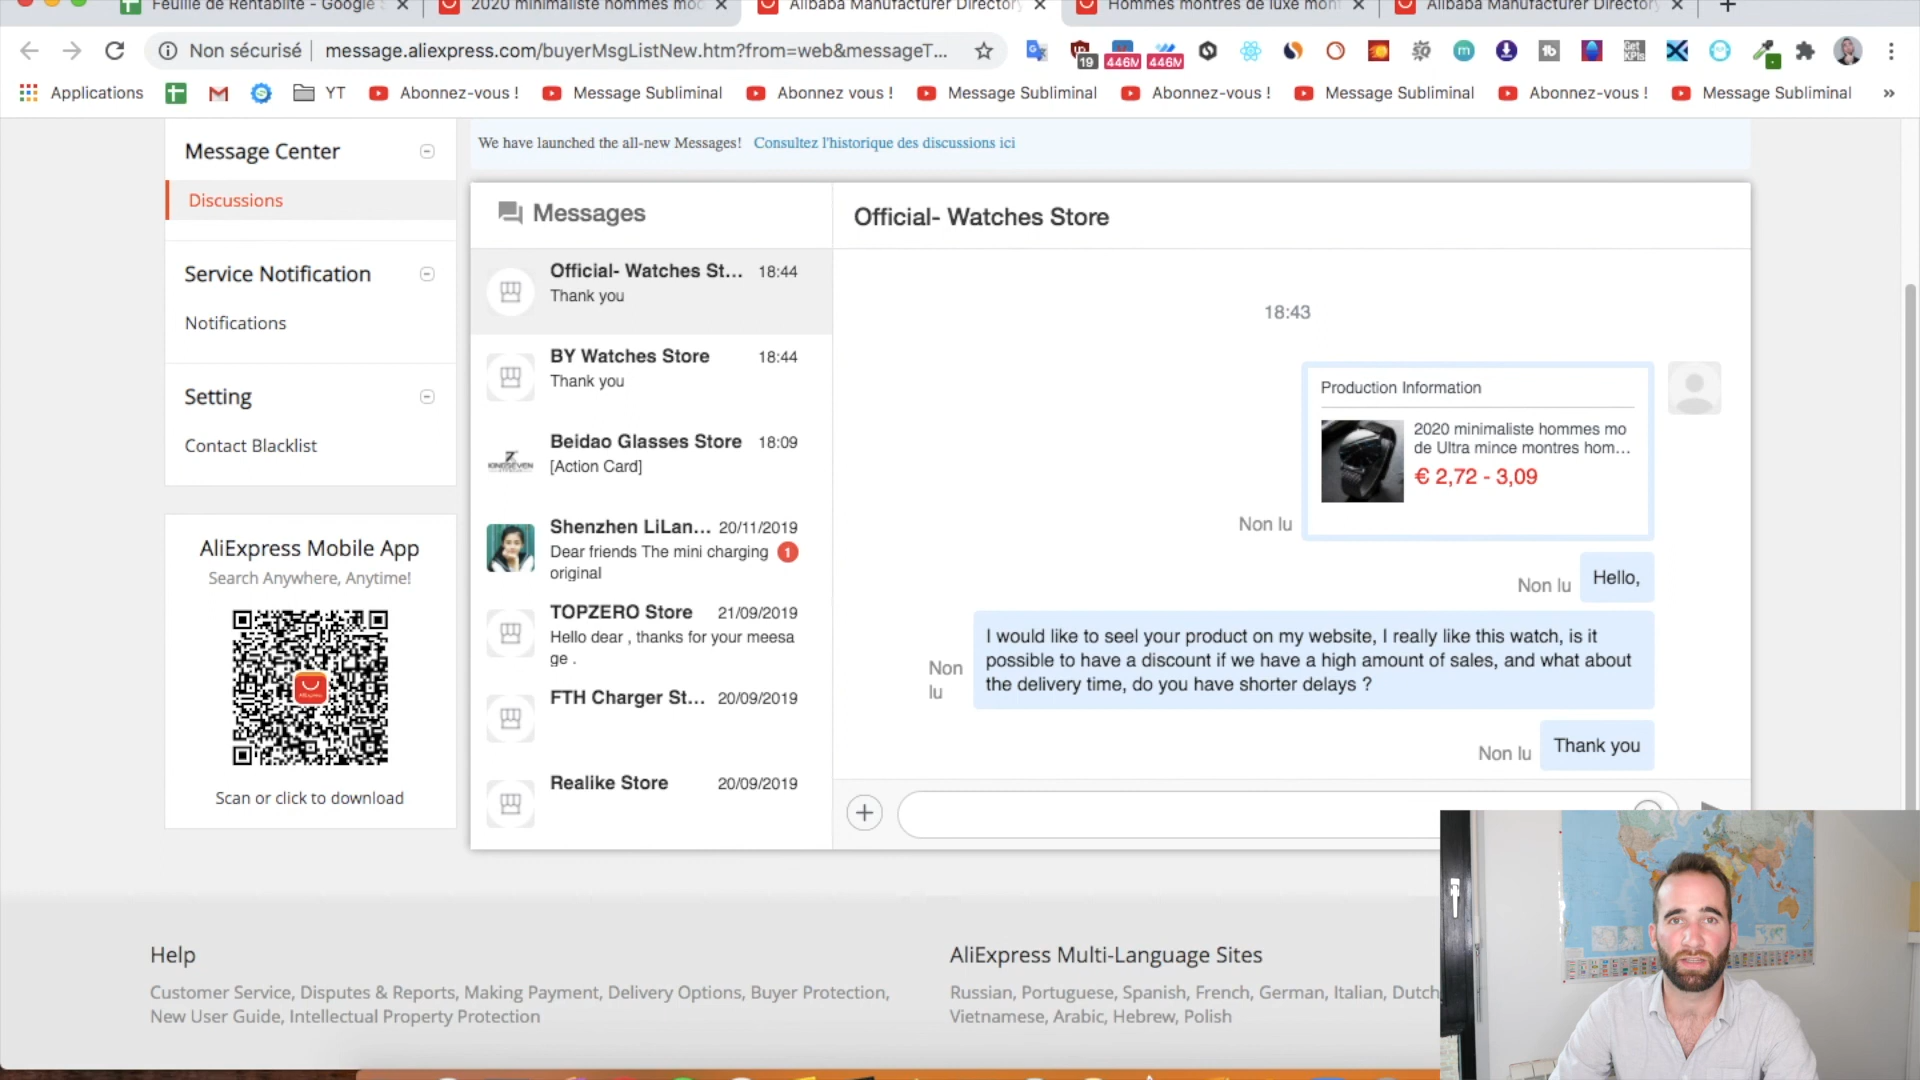 Feuille de Rentabilité - Google S
2020 minimaliste hommes mod
Alibaba Manufacturer Directory
Hommes montres de luxe mont
Alibaba Manufacturer Directory
Non sécurisé
message.aliexpress.com/buyerMsgListNew.htm?from=web&messageT...
19
446M
446M
Get
KPIs
Applications
YT
Abonnez-vous !
Message Subliminal
Abonnez vous !
Message Subliminal
Abonnez-vous !
Message Subliminal
Abonnez-vous !
Message Subliminal
»
Message Center
Discussions
Service Notification
Notifications
Setting
Contact Blacklist
AliExpress Mobile App
Search Anywhere, Anytime!
Scan or click to download
We have launched the all-new Messages! Consultez l'historique des discussions ici
Messages
Official- Watches St... 18:44
Thank you
BY Watches Store 18:44
Thank you
Beidao Glasses Store 18:09
[Action Card]
KINGSEVEN
Shenzhen LiLan... 20/11/2019
Dear friends The mini charging 1
original
TOPZERO Store 21/09/2019
Hello dear , thanks for your meesa
ge .
FTH Charger St... 20/09/2019
Realike Store 20/09/2019
Official- Watches Store
18:43
Production Information
2020 minimaliste hommes mo
de Ultra mince montres hom...
€ 2,72 - 3,09
Non lu
Hello,
Non lu
I would like to seel your product on my website, I really like this watch, is it
possible to have a discount if we have a high amount of sales, and what about
the delivery time, do you have shorter delays ?
Non
lu
Thank you
Non lu
Help
Customer Service, Disputes & Reports, Making Payment, Delivery Options, Buyer Protection,
New User Guide, Intellectual Property Protection
AliExpress Multi-Language Sites
Russian, Portuguese, Spanish, French, German, Italian, Dutch
Vietnamese, Arabic, Hebrew, Polish